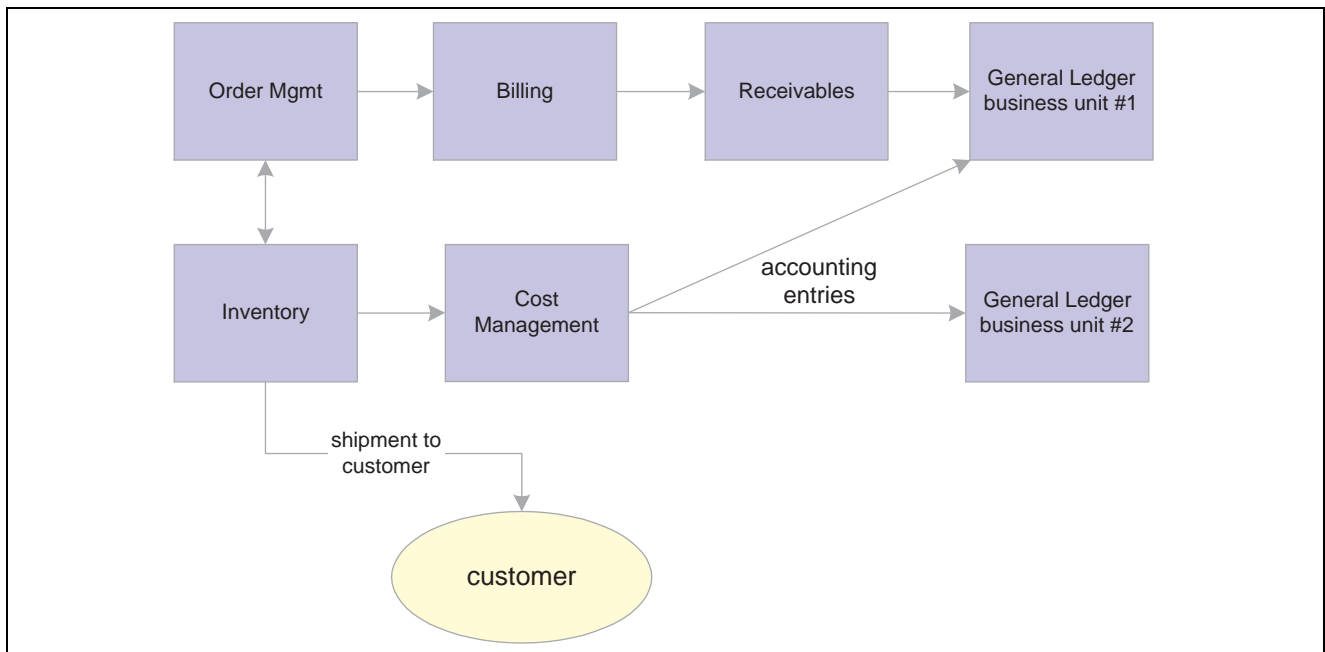 Order Mgmt
Billing
Receivables
General Ledger
business unit #1
Inventory
Cost
Management
accounting
entries
General Ledger
business unit #2
shipment to
customer
customer